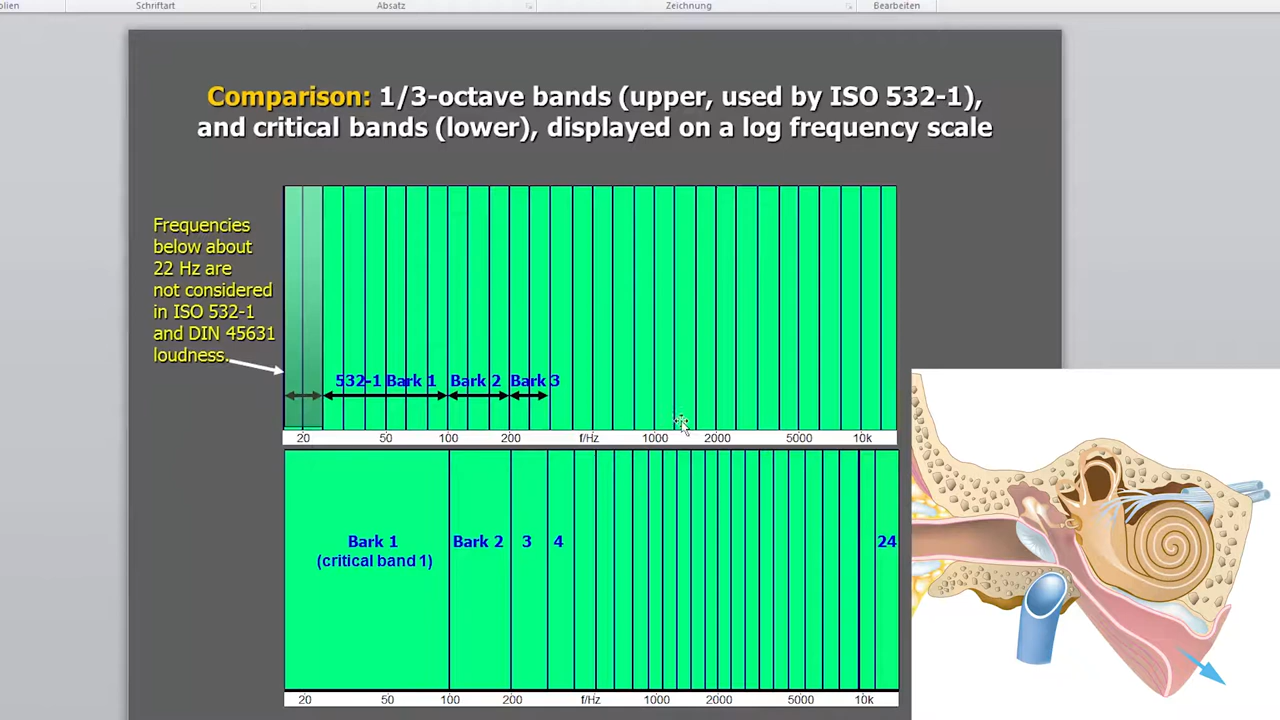 olien
Schriftart
Absatz
Zeichnung
Bearbeiten
Comparison: 1/3-octave bands (upper, used by ISO 532-1),
and critical bands (lower), displayed on a log frequency scale
Frequencies
below about
22 Hz are
not considered
in ISO 532-1
and DIN 45631
loudness.
532-1 Bark 1 Bark 2 Bark 3
20 50 100 200 f/Hz 1000 2000 5000 10k
Bark 1 Bark 2 3 4 24
(critical band 1)
20 50 100 200 f/Hz 1000 2000 5000 10k